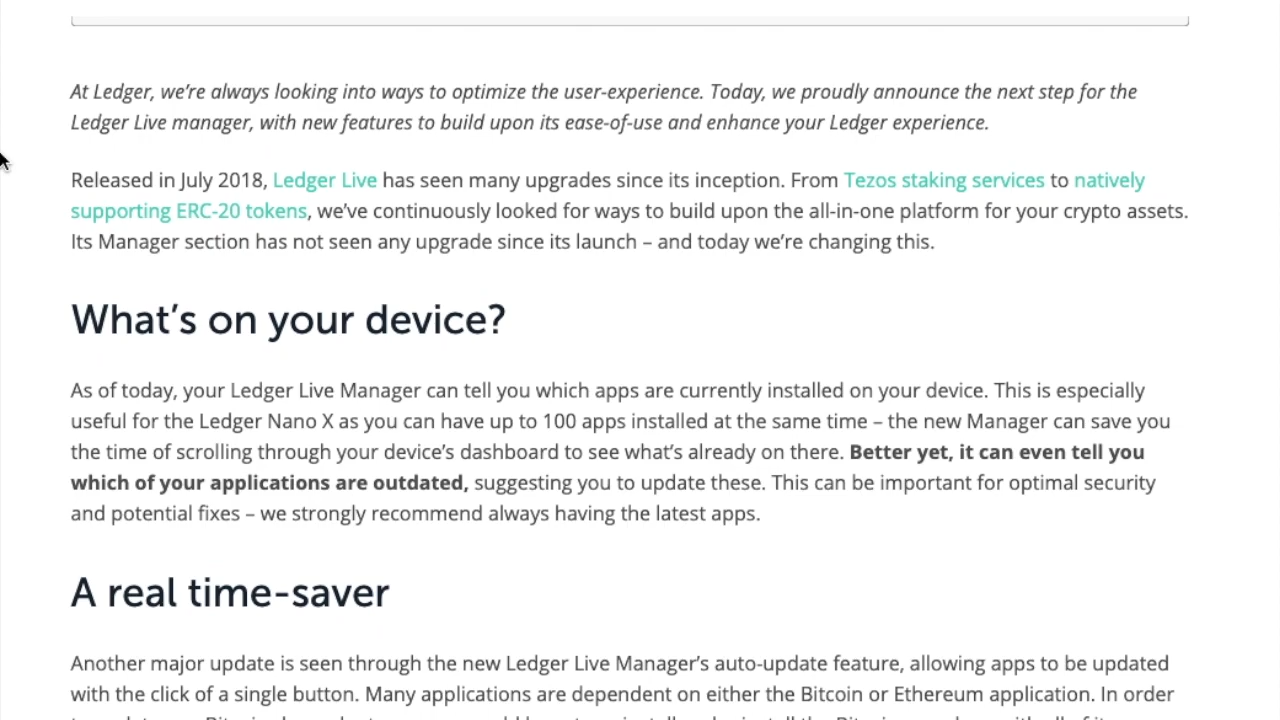 At Ledger, we’re always looking into ways to optimize the user-experience. Today, we proudly announce the next step for the
Ledger Live manager, with new features to build upon its ease-of-use and enhance your Ledger experience.
Released in July 2018, Ledger Live has seen many upgrades since its inception. From Tezos staking services to natively
supporting ERC-20 tokens, we’ve continuously looked for ways to build upon the all-in-one platform for your crypto assets.
Its Manager section has not seen any upgrade since its launch – and today we’re changing this.
What’s on your device?
As of today, your Ledger Live Manager can tell you which apps are currently installed on your device. This is especially
useful for the Ledger Nano X as you can have up to 100 apps installed at the same time – the new Manager can save you
the time of scrolling through your device’s dashboard to see what’s already on there. Better yet, it can even tell you
which of your applications are outdated, suggesting you to update these. This can be important for optimal security
and potential fixes – we strongly recommend always having the latest apps.
A real time-saver
Another major update is seen through the new Ledger Live Manager’s auto-update feature, allowing apps to be updated
with the click of a single button. Many applications are dependent on either the Bitcoin or Ethereum application. In order